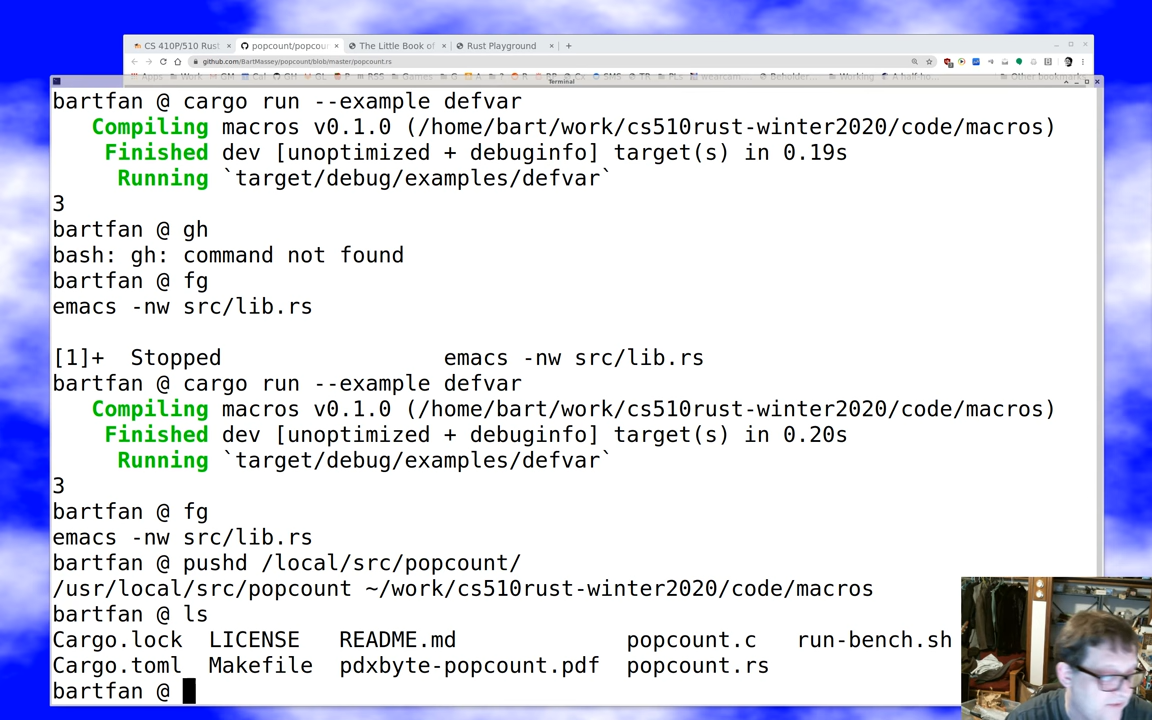 CS 410P/510 Rust
popcount/popcou
The Little Book of
Rust Playground
github.com/BartMassey/popcount/blob/master/popcount.rs
Terminal
bartfan @ cargo run --example defvar
Compiling macros v0.1.0 (/home/bart/work/cs510rust-winter2020/code/macros)
Finished dev [unoptimized + debuginfo] target(s) in 0.19s
Running `target/debug/examples/defvar`
3
bartfan @ gh
bash: gh: command not found
bartfan @ fg
emacs -nw src/lib.rs
[1]+  Stopped                 emacs -nw src/lib.rs
bartfan @ cargo run --example defvar
Compiling macros v0.1.0 (/home/bart/work/cs510rust-winter2020/code/macros)
Finished dev [unoptimized + debuginfo] target(s) in 0.20s
Running `target/debug/examples/defvar`
3
bartfan @ fg
emacs -nw src/lib.rs
bartfan @ pushd /local/src/popcount/
/usr/local/src/popcount ~/work/cs510rust-winter2020/code/macros
bartfan @ ls
Cargo.lock  LICENSE   README.md             popcount.c   run-bench.sh
Cargo.toml  Makefile  pdxbyte-popcount.pdf  popcount.rs
bartfan @